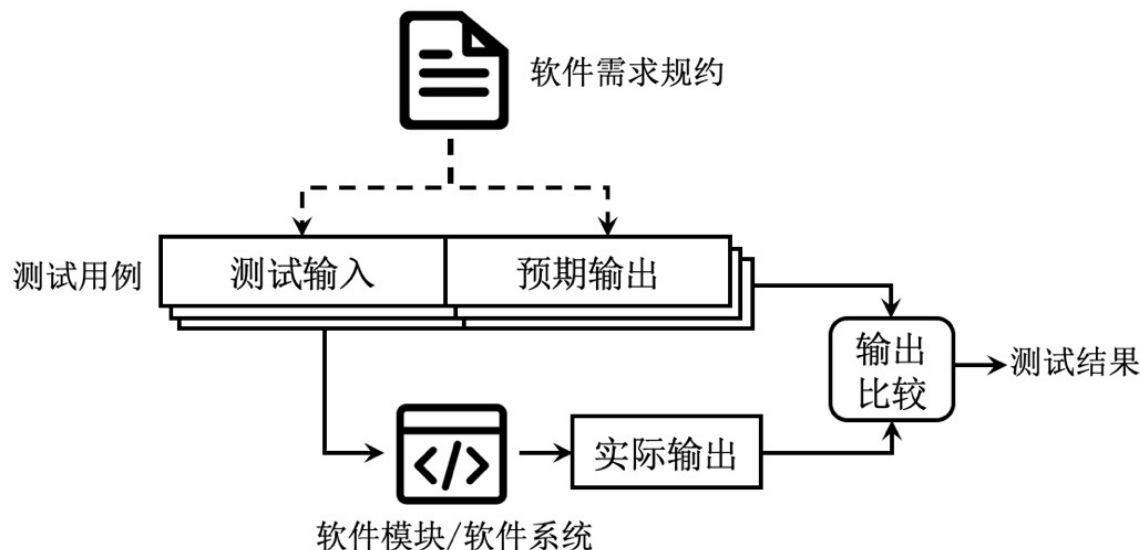 软件需求规约
测试用例
测试输入
预期输出
输出
比较
测试结果
</>
实际输出
软件模块/软件系统